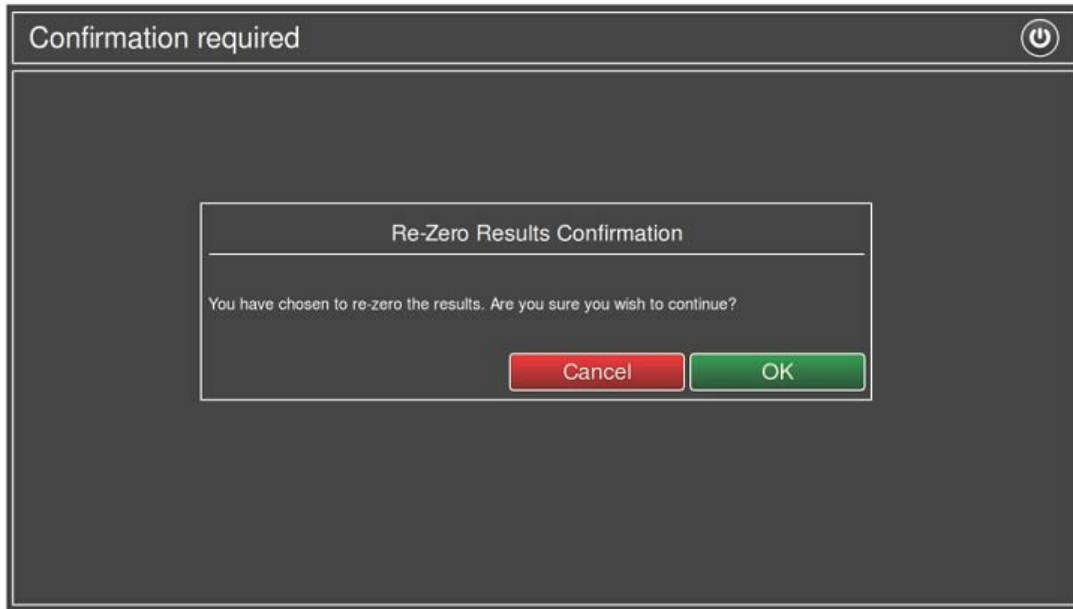 Confirmation required
Re-Zero Results Confirmation
You have chosen to re-zero the results. Are you sure you wish to continue?
Cancel
OK